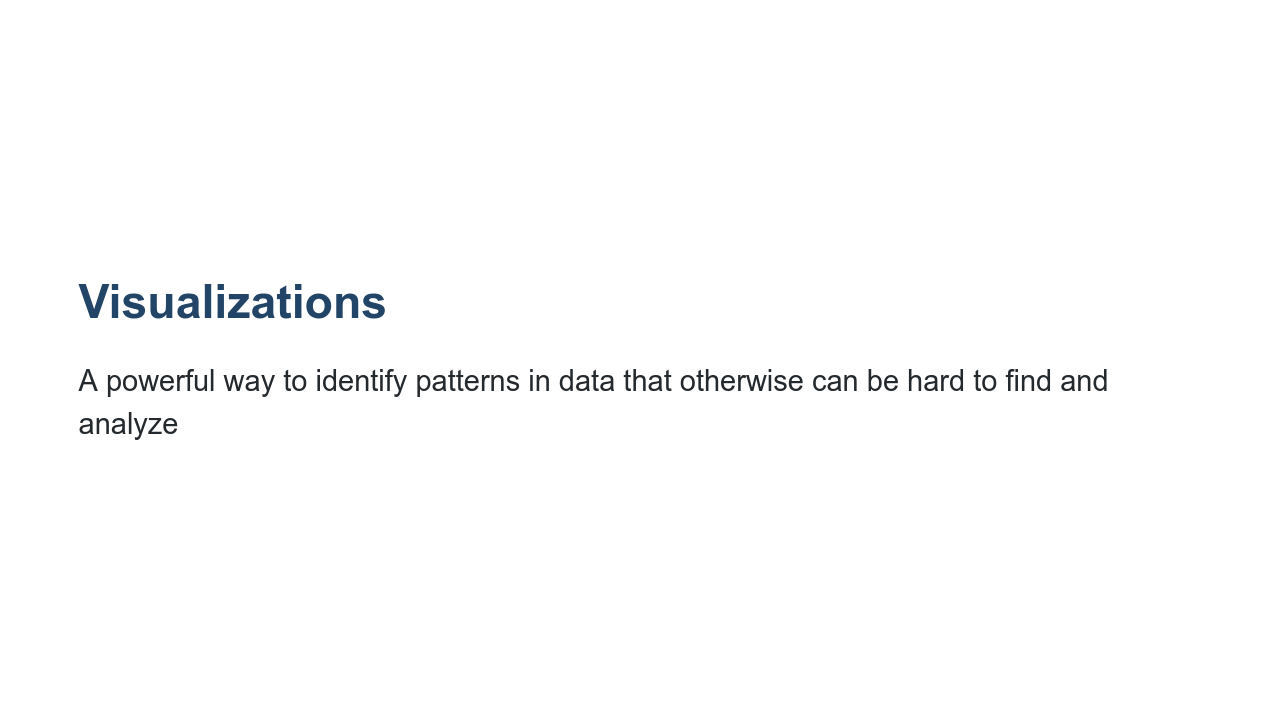 Visualizations
A powerful way to identify patterns in data that otherwise can be hard to find and
analyze